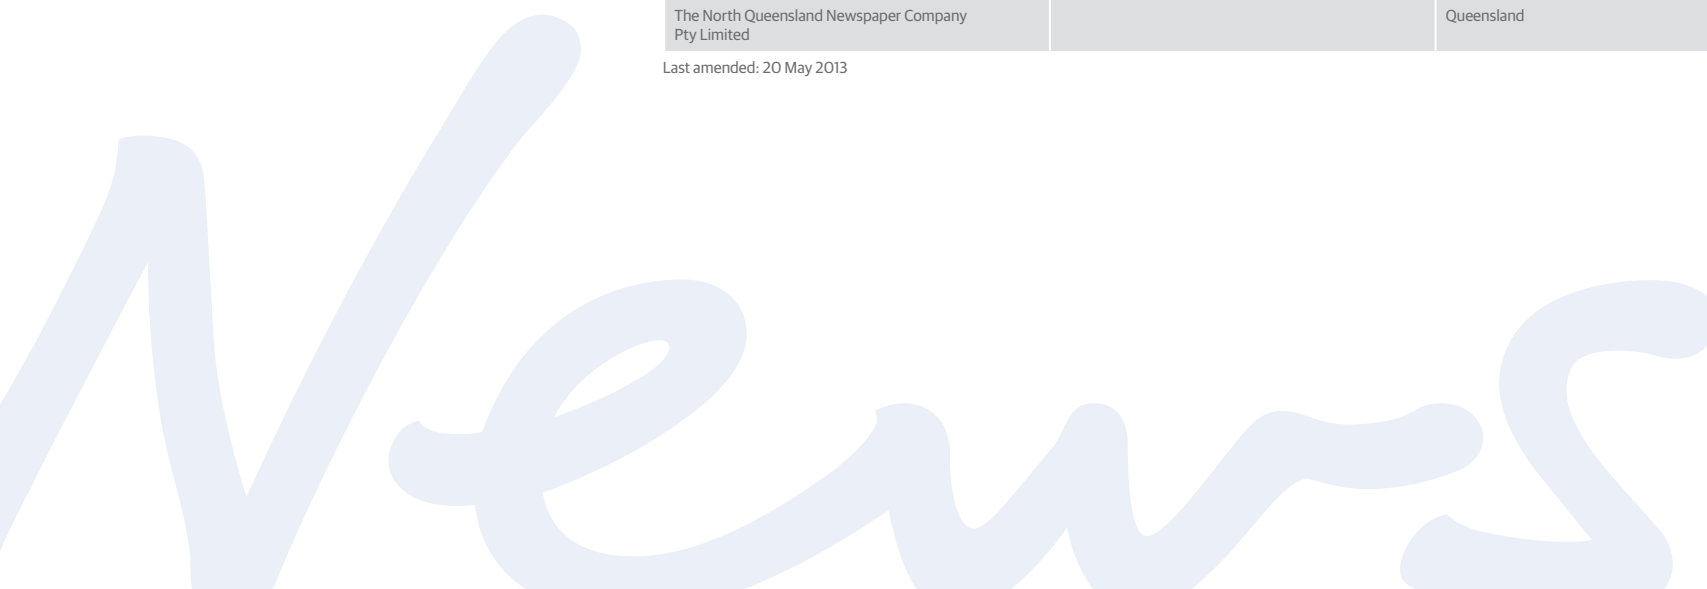 The North Queensland Newspaper Company
Pty Limited
Queensland
Last amended: 20 May 2013
News